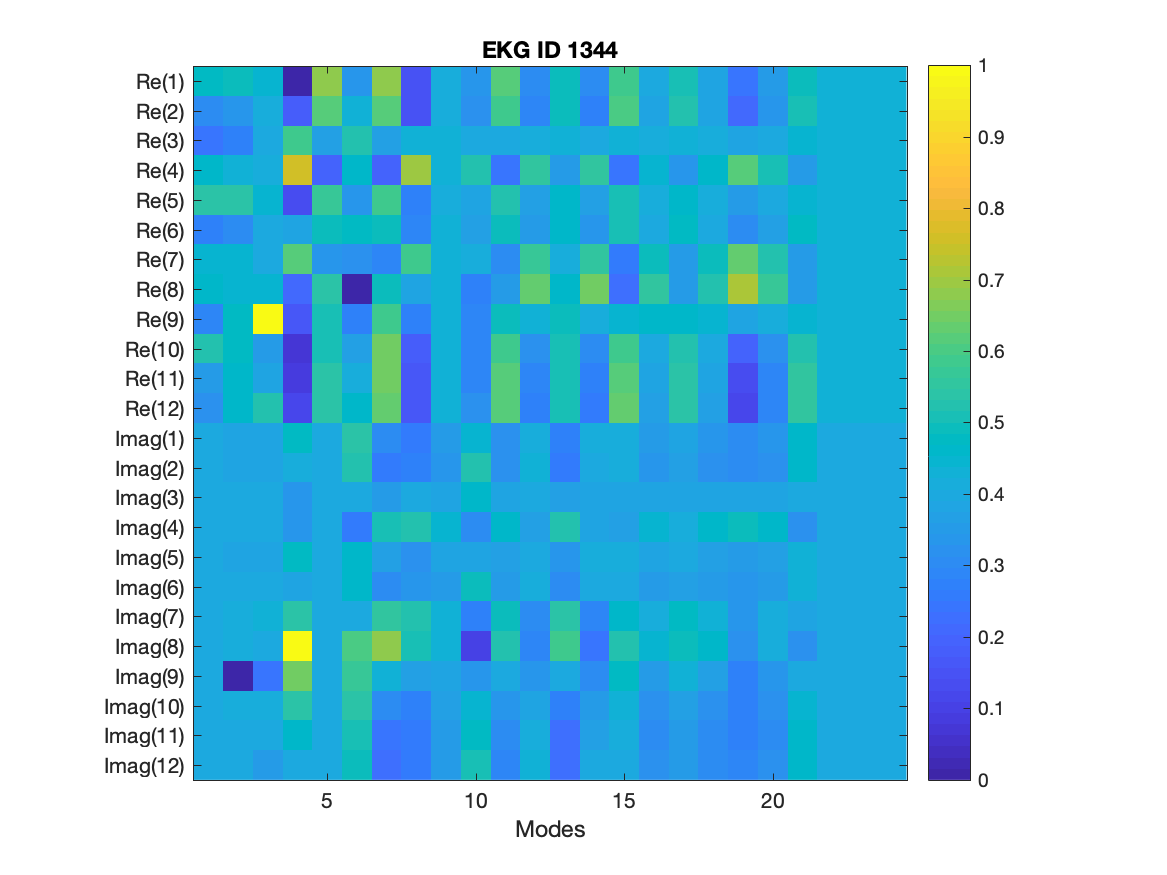 EKG ID 1344
Re(1)
Re(2)
Re(3)
Re(4)
Re(5)
Re(6)
Re(7)
Re(8)
Re(9)
Re(10)
Re(11)
Re(12)
Imag(1)
Imag(2)
Imag(3)
Imag(4)
Imag(5)
Imag(6)
Imag(7)
Imag(8)
Imag(9)
Imag(10)
Imag(11)
Imag(12)
5 10 15 20
Modes
1
0.9
0.8
0.7
0.6
0.5
0.4
0.3
0.2
0.1
0